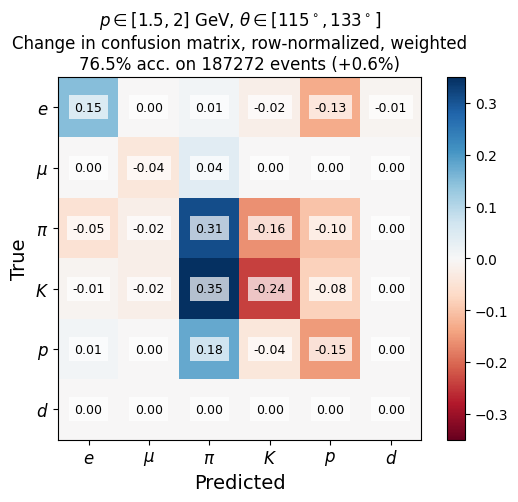 p ∈ [1.5, 2] GeV, θ ∈ [115°, 133°]
Change in confusion matrix, row-normalized, weighted
76.5% acc. on 187272 events (+0.6%)
e 0.15 0.00 0.01 -0.02 -0.13 -0.01
μ 0.00 -0.04 0.04 0.00 0.00 0.00
π -0.05 -0.02 0.31 -0.16 -0.10 0.00
K -0.01 -0.02 0.35 -0.24 -0.08 0.00
p 0.01 0.00 0.18 -0.04 -0.15 0.00
d 0.00 0.00 0.00 0.00 0.00 0.00
e μ π K p d
True
Predicted
0.3
0.2
0.1
0.0
−0.1
−0.2
−0.3